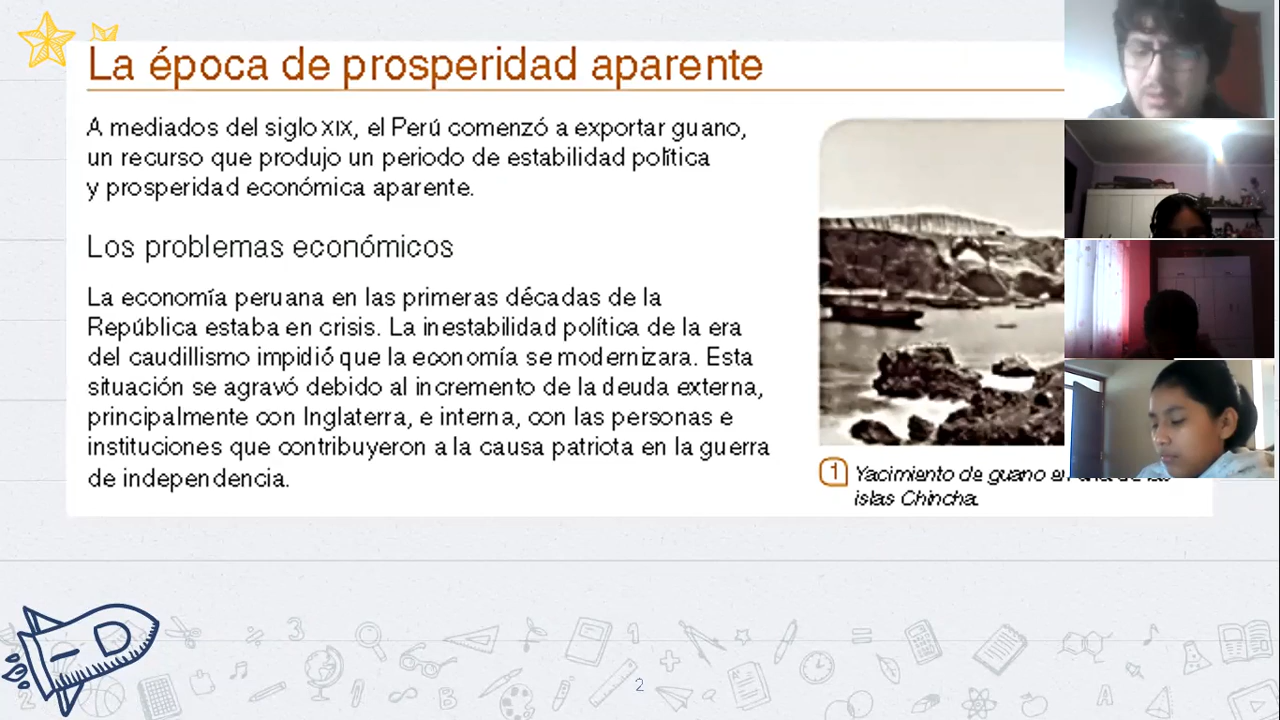 La época de prosperidad aparente
A mediados del siglo XIX, el Perú comenzó a exportar guano,
un recurso que produjo un periodo de estabilidad política
y prosperidad económica aparente.
Los problemas económicos
La economía peruana en las primeras décadas de la
República estaba en crisis. La inestabilidad política de la era
del caudillismo impidió que la economía se modernizara. Esta
situación se agravó debido al incremento de la deuda externa,
principalmente con Inglaterra, e interna, con las personas e
instituciones que contribuyeron a la causa patriota en la guerra
de independencia.
1 Yacimiento de guano en
islas Chincha.
2